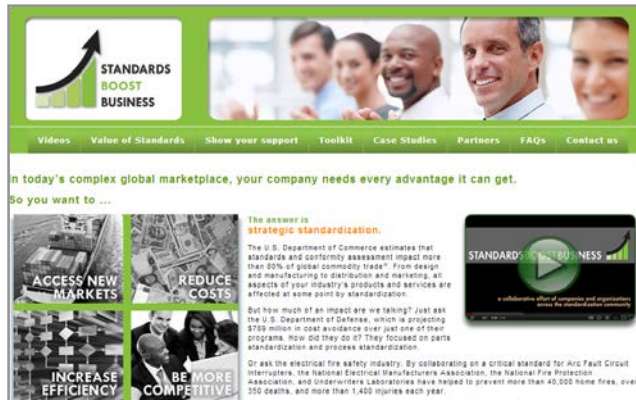 STANDARDS
BOOST
BUSINESS
Videos Value of Standards Show your support Toolkit Case Studies Partners FAQs Contact us
In today's complex global marketplace, your company needs every advantage it can get.
So you want to ...
ACCESS NEW
MARKETS
REDUCE
COSTS
INCREASE
EFFICIENCY
BE MORE
COMPETITIVE
The answer is
strategic standardization.
The U.S. Department of Commerce estimates that
standards and conformity assessment impact more
than 80% of global commodity trade*. From design
and manufacturing to distribution and marketing, all
aspects of your industry's products and services are
affected at some point by standardization.
But how much of an impact are we talking? Just ask
the U.S. Department of Defense, which is projecting
$789 million in cost avoidance over just one of their
programs. How did they do it? They focused on parts
standardization and process standardization.
STANDARDS BOOST BUSINESS
a collaborative effort of companies and organizations
across the standardization community
Or ask the electrical fire safety industry. By collaborating on a critical standard for Arc Fault Circuit
Interrupters, the National Electrical Manufacturers Association, the National Fire Protection
Association, and Underwriters Laboratories have helped to prevent more than 40,000 home fires, over
350 deaths, and more than 1,400 injuries each year.